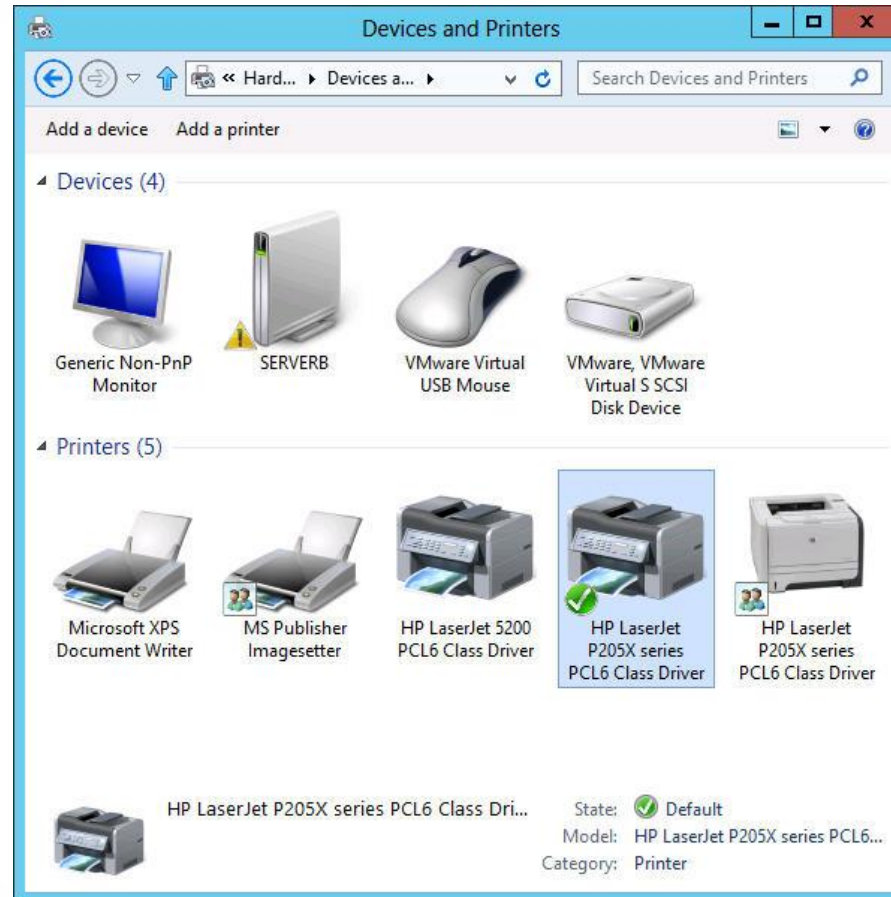 Devices and Printers
« Hard... ▸ Devices a... ▸
Search Devices and Printers
Add a device Add a printer
Devices (4)
Generic Non-PnP
Monitor
SERVERB
VMware Virtual
USB Mouse
VMware, VMware
Virtual S SCSI
Disk Device
Printers (5)
Microsoft XPS
Document Writer
MS Publisher
Imagesetter
HP LaserJet 5200
PCL6 Class Driver
HP LaserJet
P205X series
PCL6 Class Driver
HP LaserJet
P205X series
PCL6 Class Driver
HP LaserJet P205X series PCL6 Class Dri...
State: Default
Model: HP LaserJet P205X series PCL6...
Category: Printer